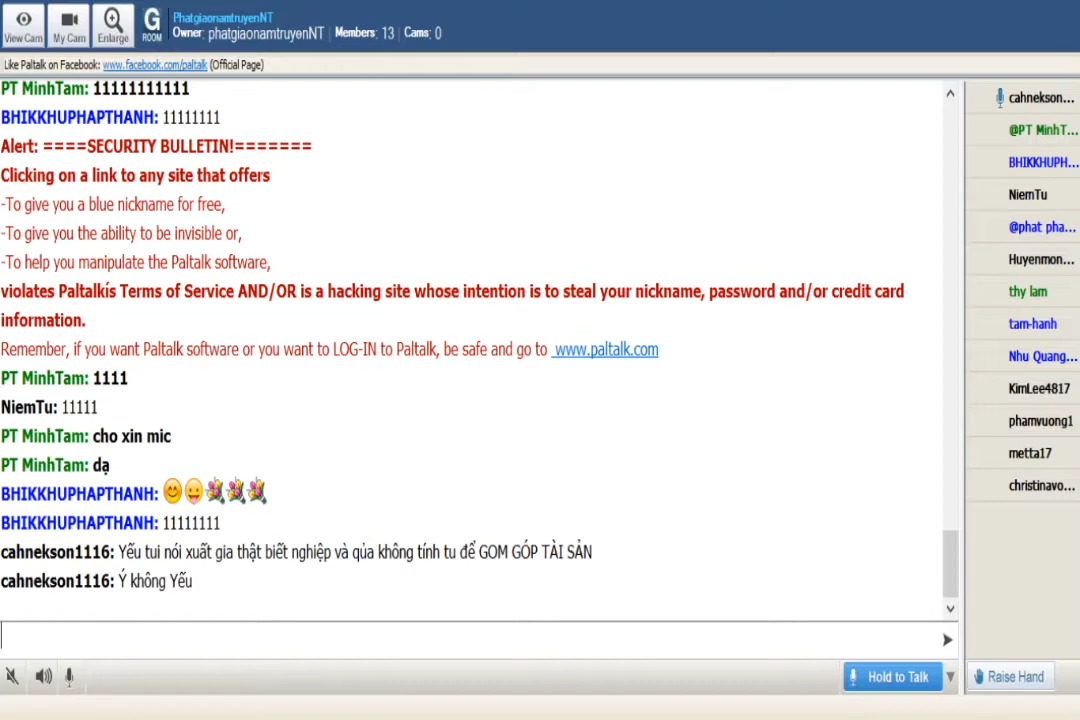 PhatgiaonamtruyenNT
View Cam My Cam Enlarge G ROOM Owner: phatgiaonamtruyenNT Members: 13 Cams: 0
Like Paltalk on Facebook: www.facebook.com/paltalk (Official Page)
PT MinhTam: 11111111111
BHIKKHUPHAPTHANH: 11111111
Alert: ====SECURITY BULLETIN!=======
Clicking on a link to any site that offers
-To give you a blue nickname for free,
-To give you the ability to be invisible or,
-To help you manipulate the Paltalk software,
violates Paltalkís Terms of Service AND/OR is a hacking site whose intention is to steal your nickname, password and/or credit card
information.
Remember, if you want Paltalk software or you want to LOG-IN to Paltalk, be safe and go to www.paltalk.com
PT MinhTam: 1111
NiemTu: 11111
PT MinhTam: cho xin mic
PT MinhTam: dạ
BHIKKHUPHAPTHANH: 😊😛💐💐💐
BHIKKHUPHAPTHANH: 11111111
cahnekson1116: Yếu tui nói xuất gia thật biết nghiệp và qủa không tính tu để GOM GÓP TÀI SẢN
cahnekson1116: Ý không Yếu
cahnekson...
@PT MinhT...
BHIKKHUPH...
NiemTu
@phat pha...
Huyenmon...
thy lam
tam-hanh
Nhu Quang...
KimLee4817
phamvuong1
metta17
christinavo...
Hold to Talk
Raise Hand